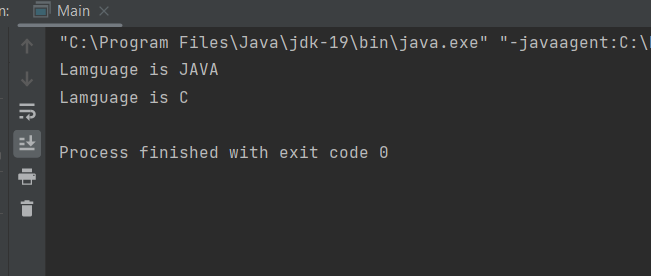 n: Main
"C:\Program Files\Java\jdk-19\bin\java.exe" "-javaagent:C:\
Lamguage is JAVA
Lamguage is C
Process finished with exit code 0